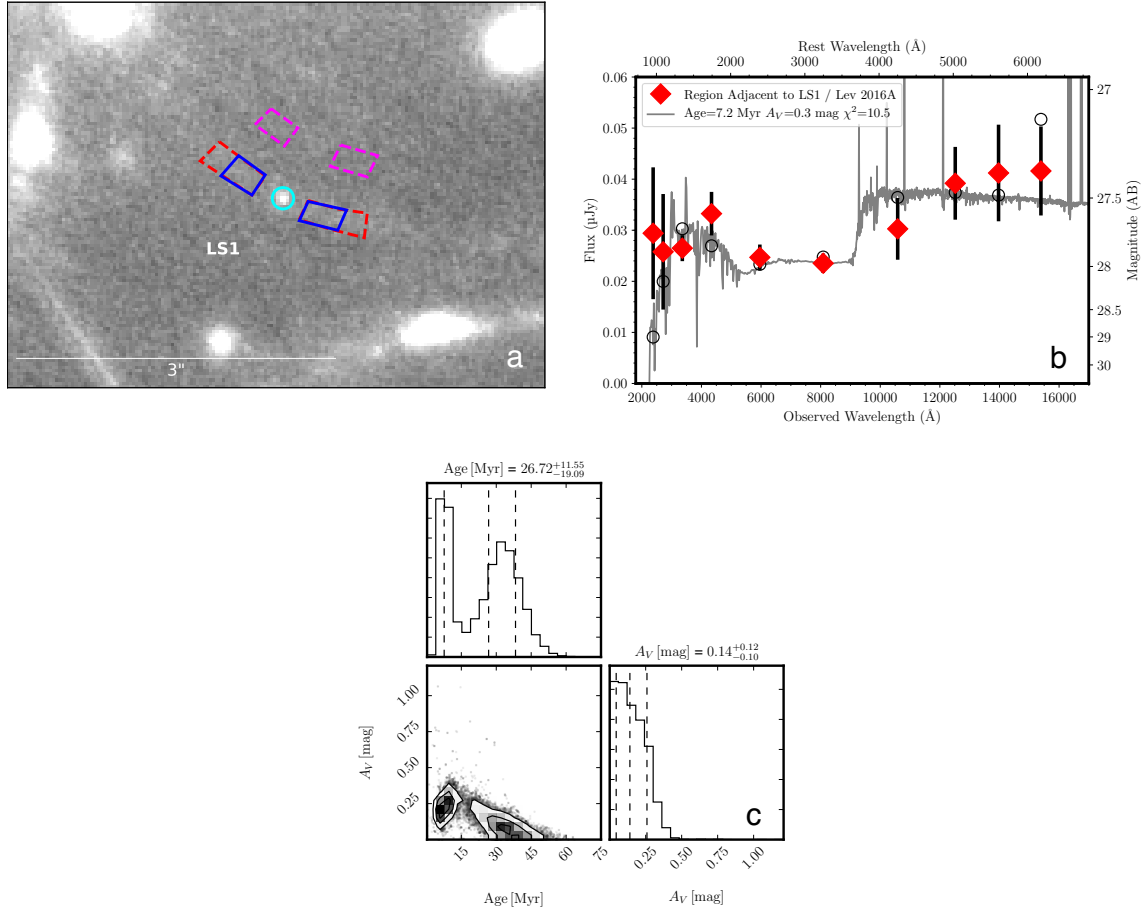 LS1
3"
a
Rest Wavelength (Å)
1000 2000 3000 4000 5000 6000
Region Adjacent to LS1 / Lev 2016A
Age=7.2 Myr A_V=0.3 mag χ²=10.5
0.06
0.05
0.04
0.03
0.02
0.01
0.00
Flux (μJy)
27
27.5
28
28.5
29
30
Magnitude (AB)
b
2000 4000 6000 8000 10000 12000 14000 16000
Observed Wavelength (Å)
Age [Myr] = 26.72 +11.55 −19.09
A_V [mag] = 0.14 +0.12 −0.10
1.00
0.75
0.50
0.25
A_V [mag]
c
15 30 45 60 75
Age [Myr]
0.25 0.50 0.75 1.00
A_V [mag]